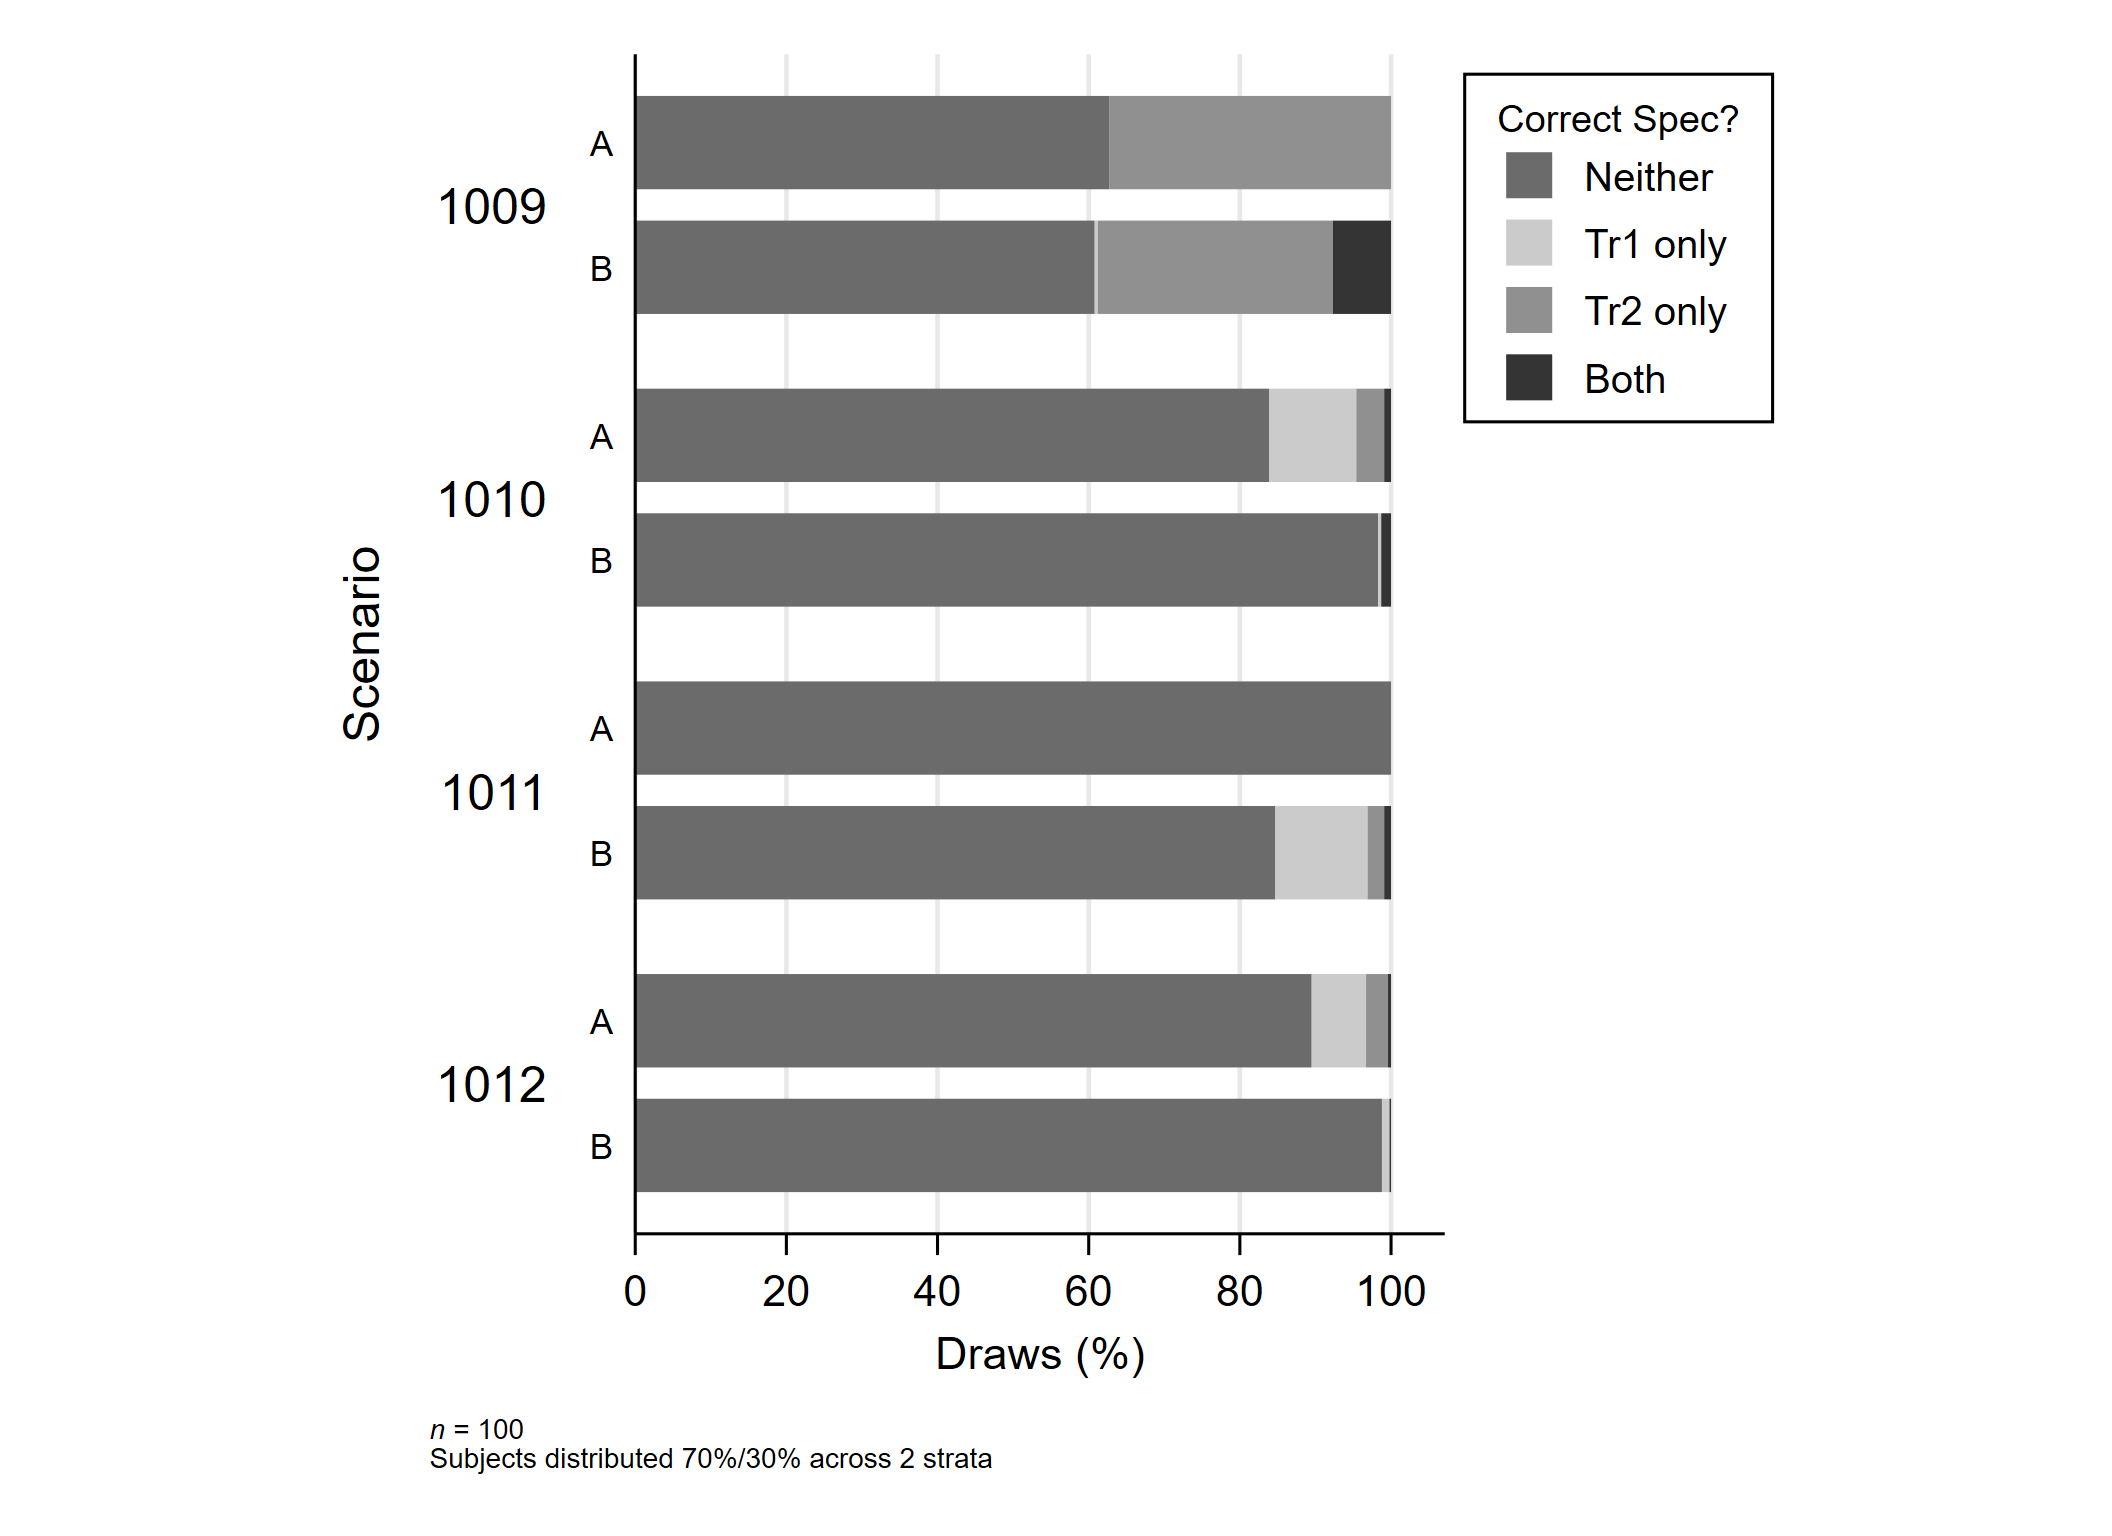 Correct Spec?
Neither
Tr1 only
Tr2 only
Both
Scenario
1009
A
B
1010
A
B
1011
A
B
1012
A
B
0 20 40 60 80 100
Draws (%)
n = 100
Subjects distributed 70%/30% across 2 strata